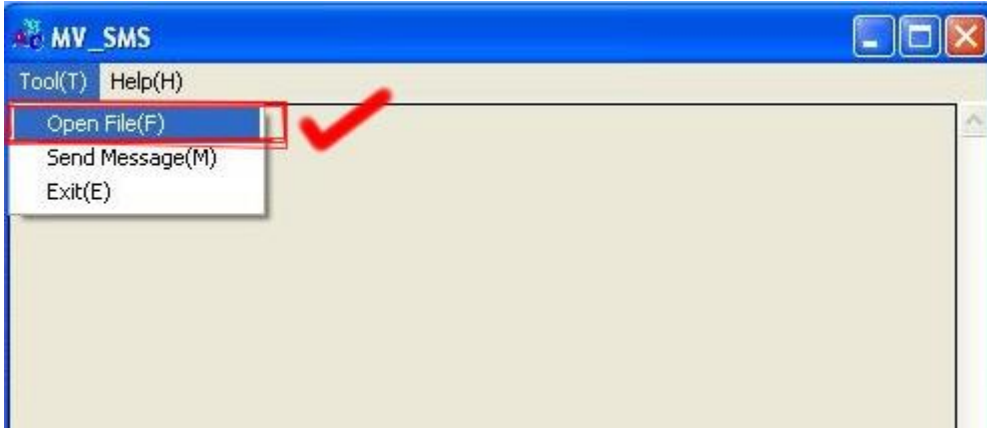 MV_SMS
Tool(T) Help(H)
Open File(F)
Send Message(M)
Exit(E)